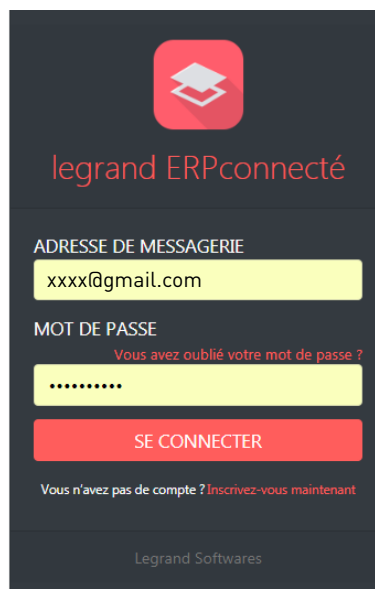 legrand ERPconnecté
ADRESSE DE MESSAGERIE
xxxx@gmail.com
MOT DE PASSE
Vous avez oublié votre mot de passe ?
••••••••••
SE CONNECTER
Vous n'avez pas de compte ? Inscrivez-vous maintenant
Legrand Softwares